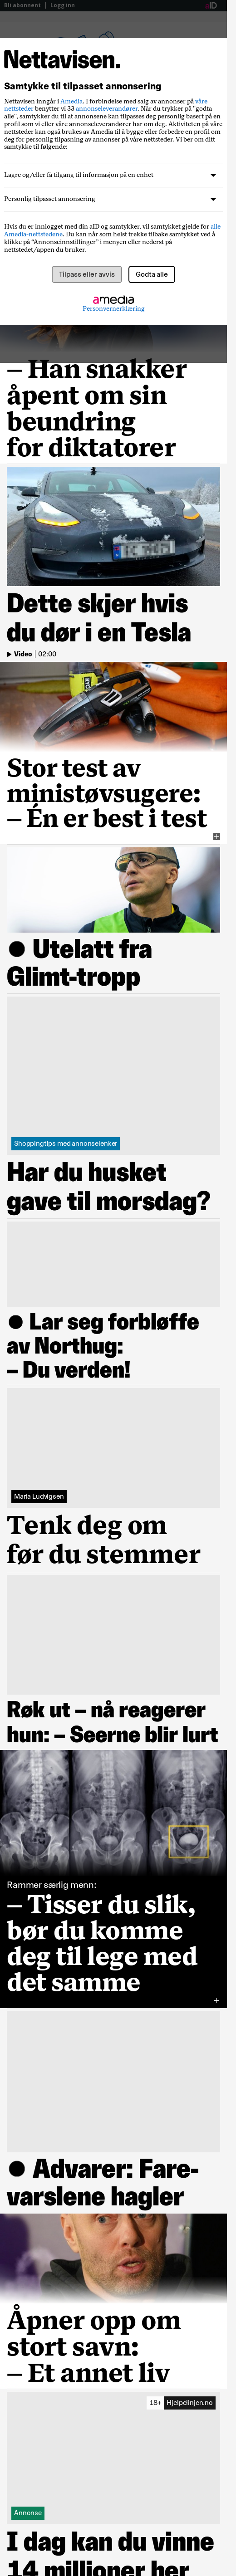 Bli abonnent | Logg inn
Nettavisen.
Samtykke til tilpasset annonsering
Nettavisen inngår i Amedia. I forbindelse med salg av annonser på våre
nettsteder benytter vi 33 annonseleverandører. Når du trykker på "godta
alle", samtykker du til at annonsene kan tilpasses deg personlig basert på en
profil med opplysninger vi har om deg. Aktiviteten din på våre
nettsteder kan også brukes av Amedia til å bygge eller forbedre en profil om
deg for personlig tilpasning av annonser på våre nettsteder. Vi ber om ditt
samtykke til følgende:
Lagre og/eller få tilgang til informasjon på en enhet
Personlig tilpasset annonsering
Hvis du er innlogget med din aID og samtykker, vil samtykket gjelde for alle
Amedia-nettstedene. Du kan når som helst trekke tilbake samtykket ved å
klikke på "Annonseinnstillinger" i menyen eller nederst på
nettstedet/appen du bruker.
Tilpass eller avvis
Godta alle
amedia
Personvernerklæring
– Han snakker
åpent om sin
beundring
for diktatorer
Dette skjer hvis
du dør i en Tesla
Video | 02:00
Stor test av
ministøvsugere:
– Én er best i test
● Utelatt fra
Glimt-tropp
Shoppingtips med annonselenker
Har du husket
gave til morsdag?
● Lar seg forbløffe
av Northug:
– Du verden!
Maria Ludvigsen
Tenk deg om
før du stemmer
Røk ut – nå reagerer
hun: – Seerne blir lurt
Rammer særlig menn:
– Tisser du slik,
bør du komme
deg til lege med
det samme
● Advarer: Fare-
varslene hagler
Åpner opp om
stort savn:
– Et annet liv
18+ Hjelpelinjen.no
Annonse
I dag kan du vinne
14 millioner her